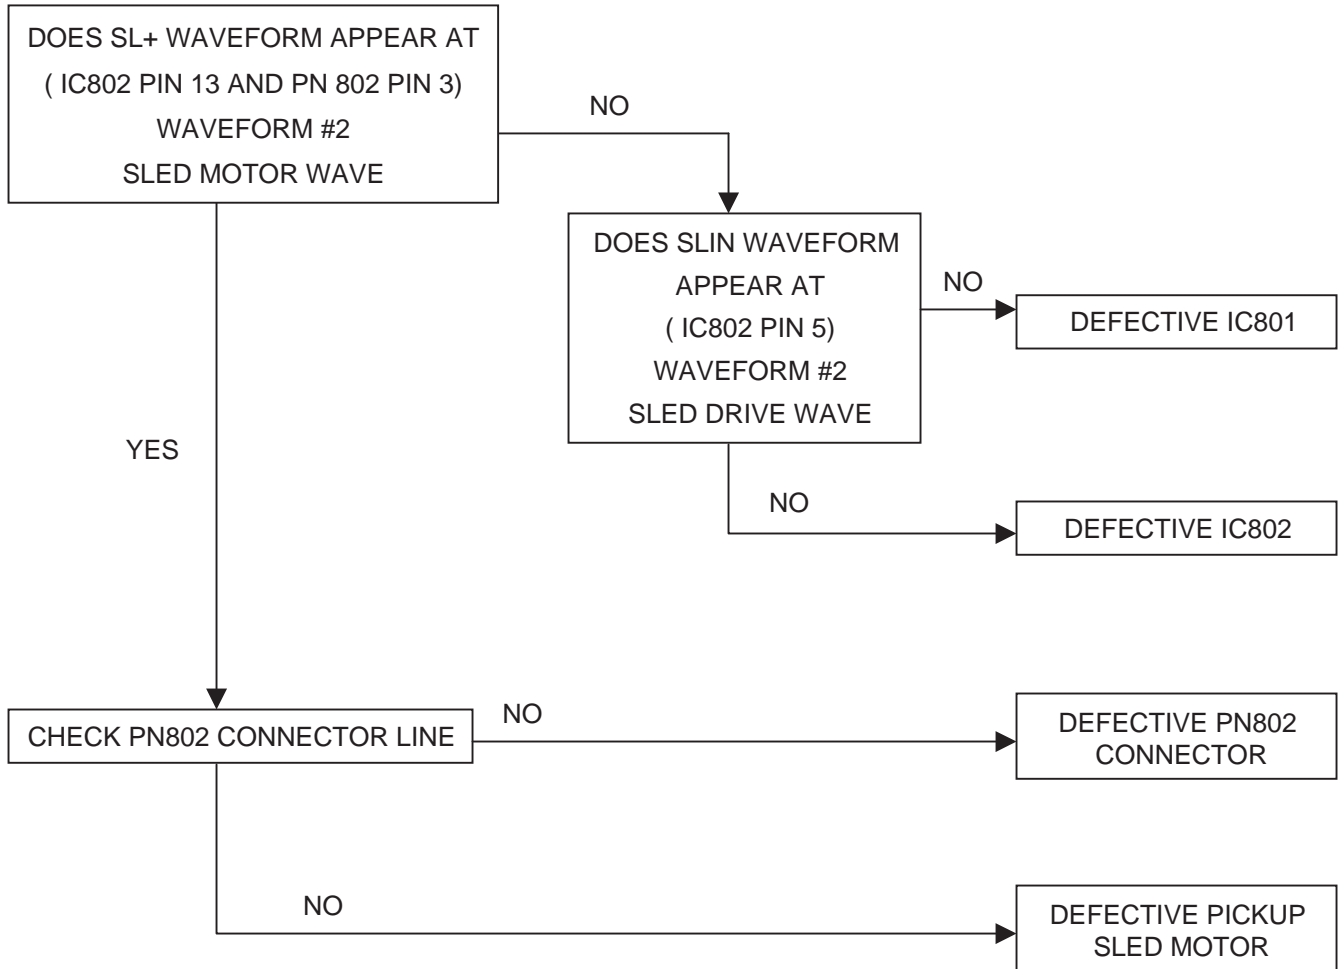 DOES SL+ WAVEFORM APPEAR AT
( IC802 PIN 13 AND PN 802 PIN 3)
WAVEFORM #2
SLED MOTOR WAVE
NO
DOES SLIN WAVEFORM
APPEAR AT
( IC802 PIN 5)
WAVEFORM #2
SLED DRIVE WAVE
NO
DEFECTIVE IC801
YES
NO
DEFECTIVE IC802
CHECK PN802 CONNECTOR LINE
NO
DEFECTIVE PN802
CONNECTOR
NO
DEFECTIVE PICKUP
SLED MOTOR